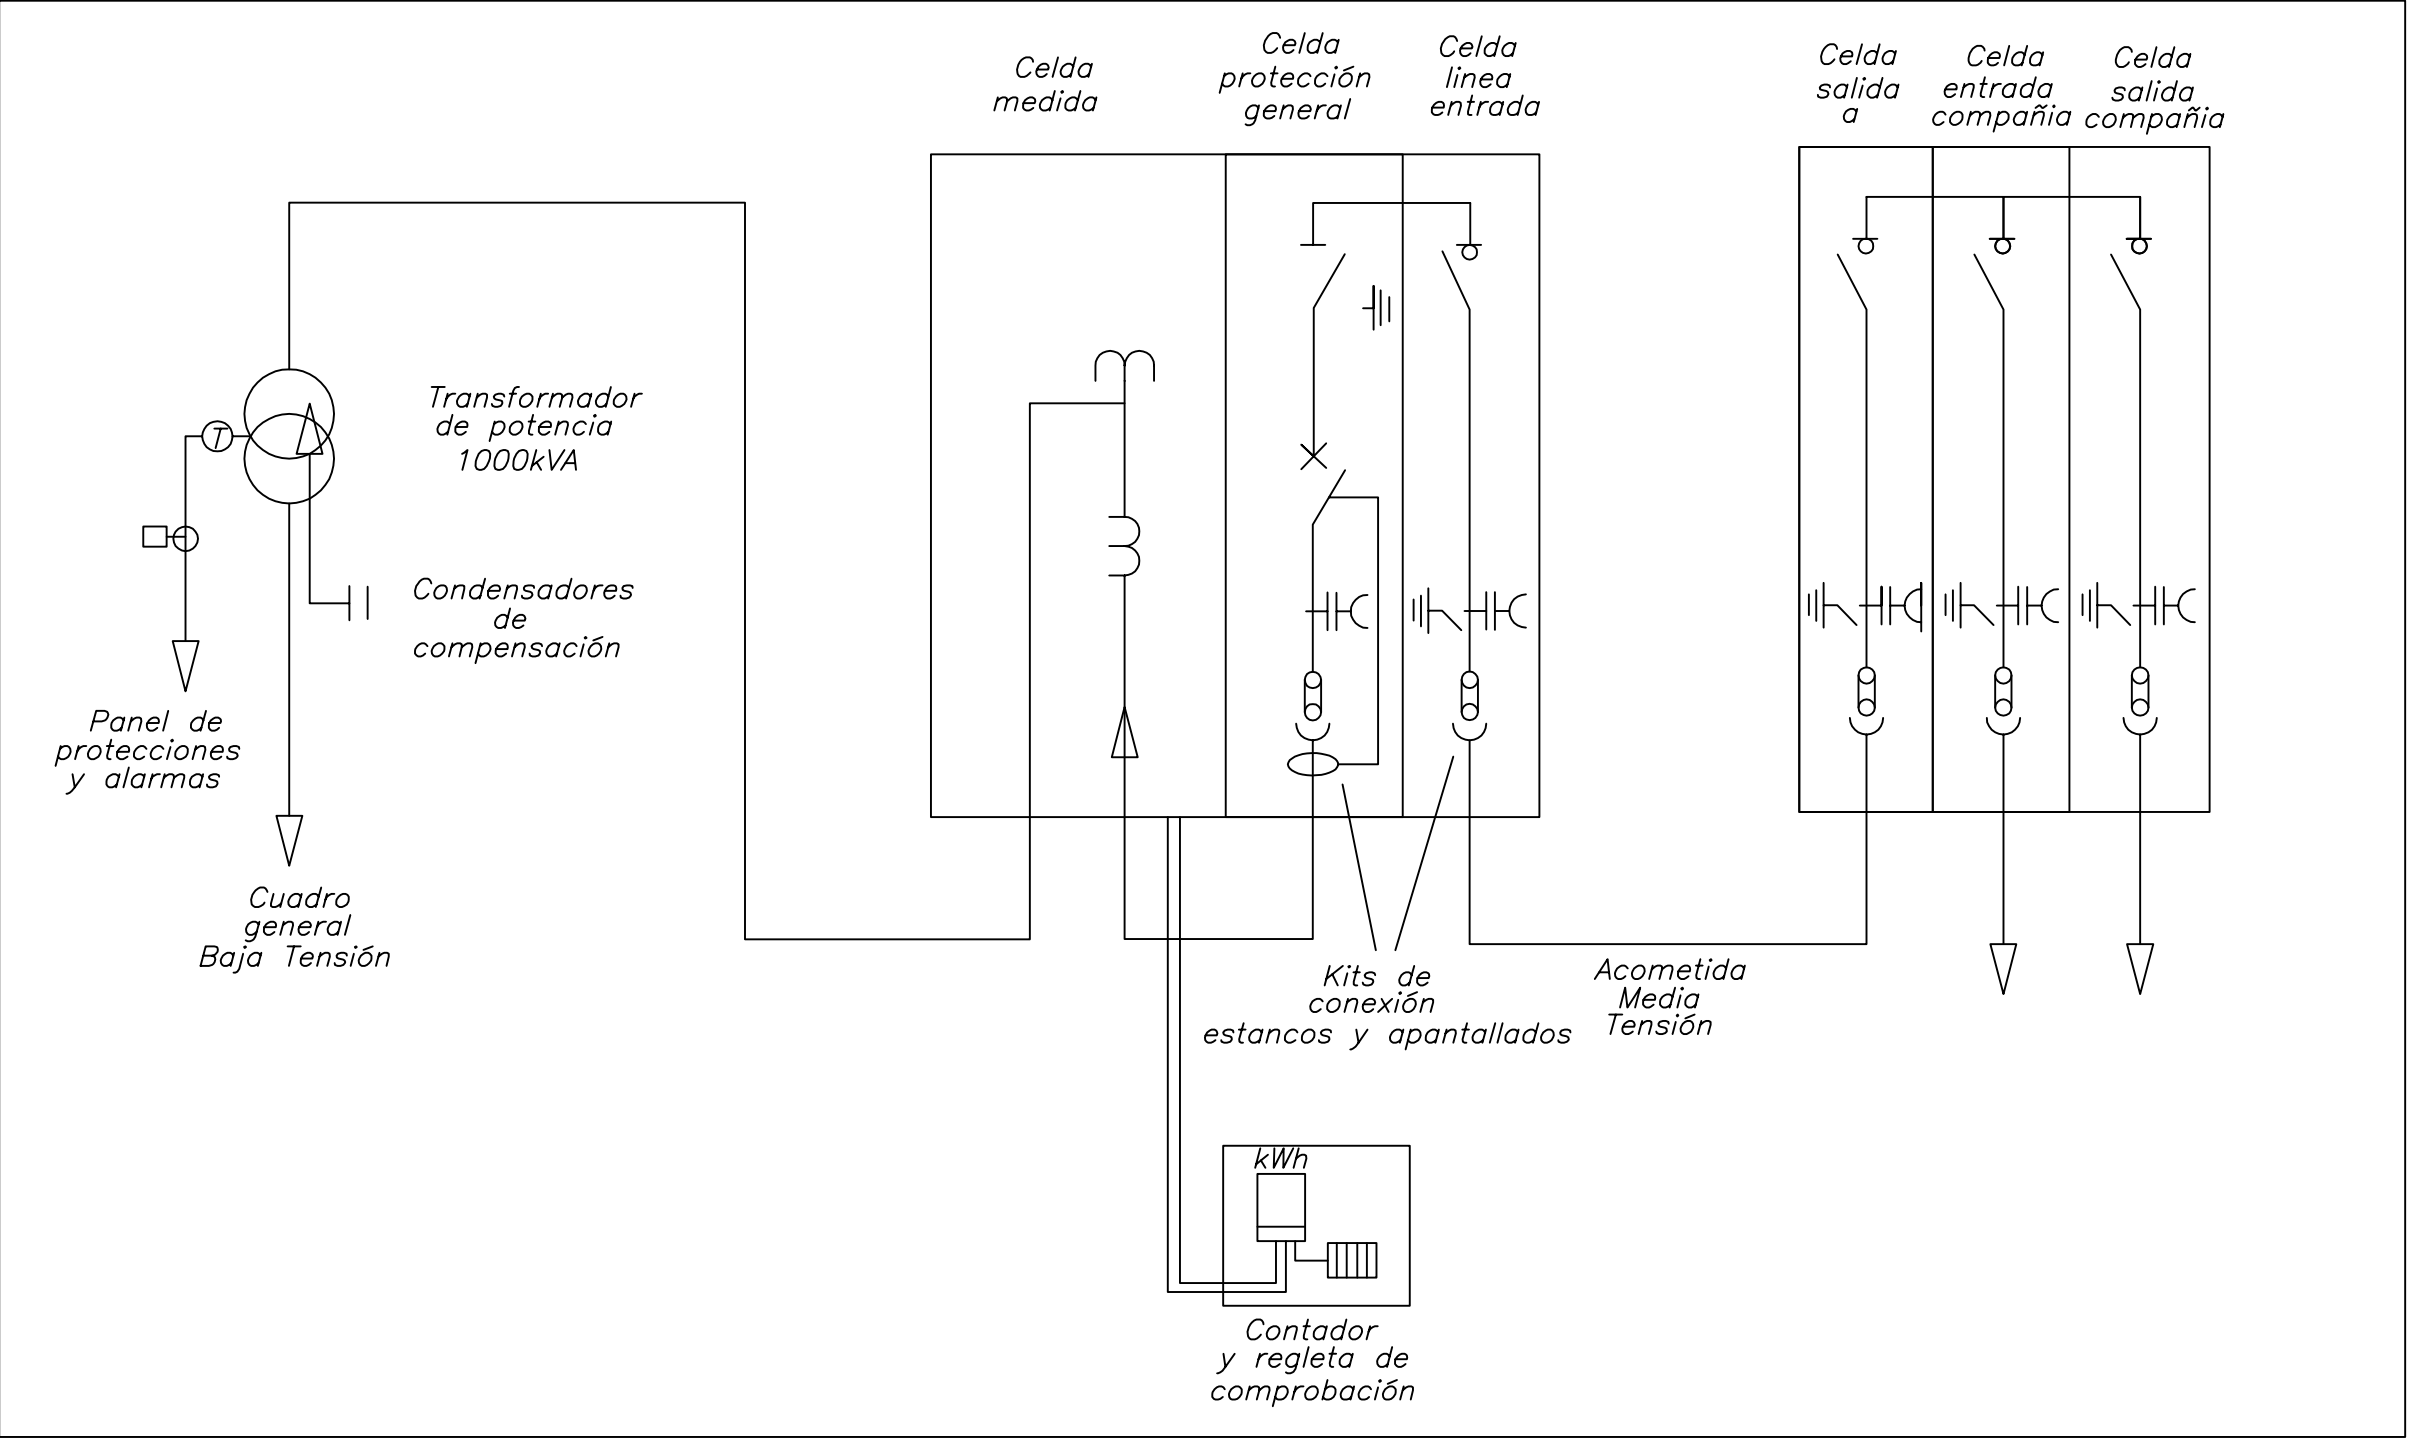 Celda
medida
Celda
protección
general
Celda
linea
entrada
Celda
salida
a
Celda
entrada
compañia
Celda
salida
compañia
Transformador
de potencia
1000kVA
T
Condensadores
de
compensación
Panel de
protecciones
y alarmas
Cuadro
general
Baja Tensión
Kits de
conexión
estancos y apantallados
Acometida
Media
Tensión
kWh
Contador
y regleta de
comprobación